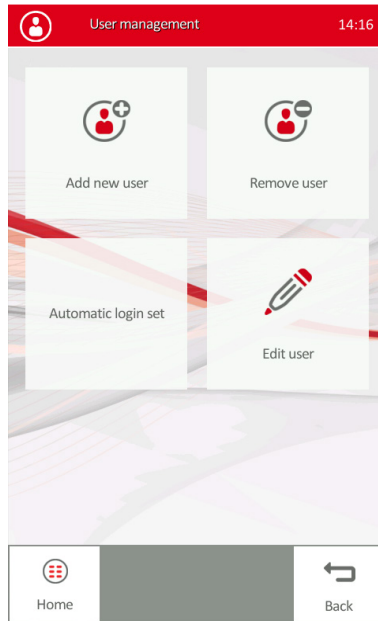 User management 14:16
Add new user
Remove user
Automatic login set
Edit user
Home
Back